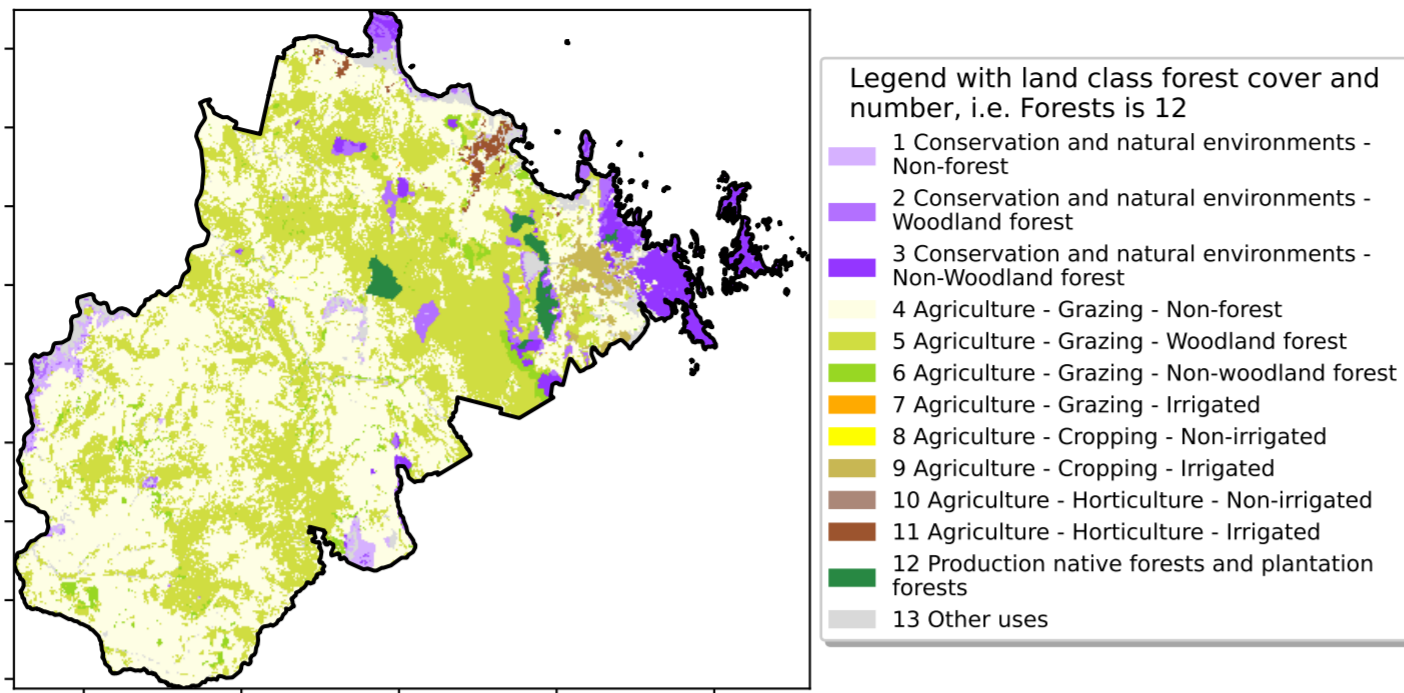 Legend with land class forest cover and
number, i.e. Forests is 12
1 Conservation and natural environments -
Non-forest
2 Conservation and natural environments -
Woodland forest
3 Conservation and natural environments -
Non-Woodland forest
4 Agriculture - Grazing - Non-forest
5 Agriculture - Grazing - Woodland forest
6 Agriculture - Grazing - Non-woodland forest
7 Agriculture - Grazing - Irrigated
8 Agriculture - Cropping - Non-irrigated
9 Agriculture - Cropping - Irrigated
10 Agriculture - Horticulture - Non-irrigated
11 Agriculture - Horticulture - Irrigated
12 Production native forests and plantation
forests
13 Other uses